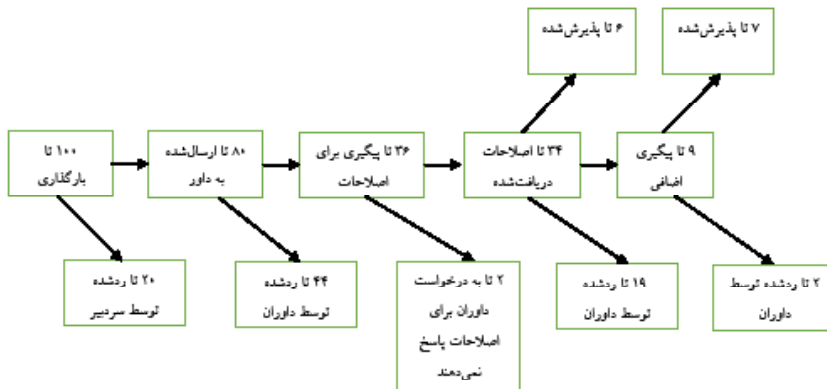 ۶ تا پذیرش‌شده
۷ تا پذیرش‌شده
۱۰۰ تا
بارگذاری
۸۰ تا ارسال‌شده
به داور
۳۶ تا پیگیری برای
اصلاحات
۳۴ تا اصلاحات
دریافت‌شده
۹ تا پیگیری
اضافی
۲۰ تا ردشده
توسط سردبیر
۴۴ تا ردشده
توسط داوران
۲ تا به درخواست
داوران برای
اصلاحات پاسخ
نمی‌دهند
۱۹ تا ردشده
توسط داوران
۲ تا ردشده توسط
داوران